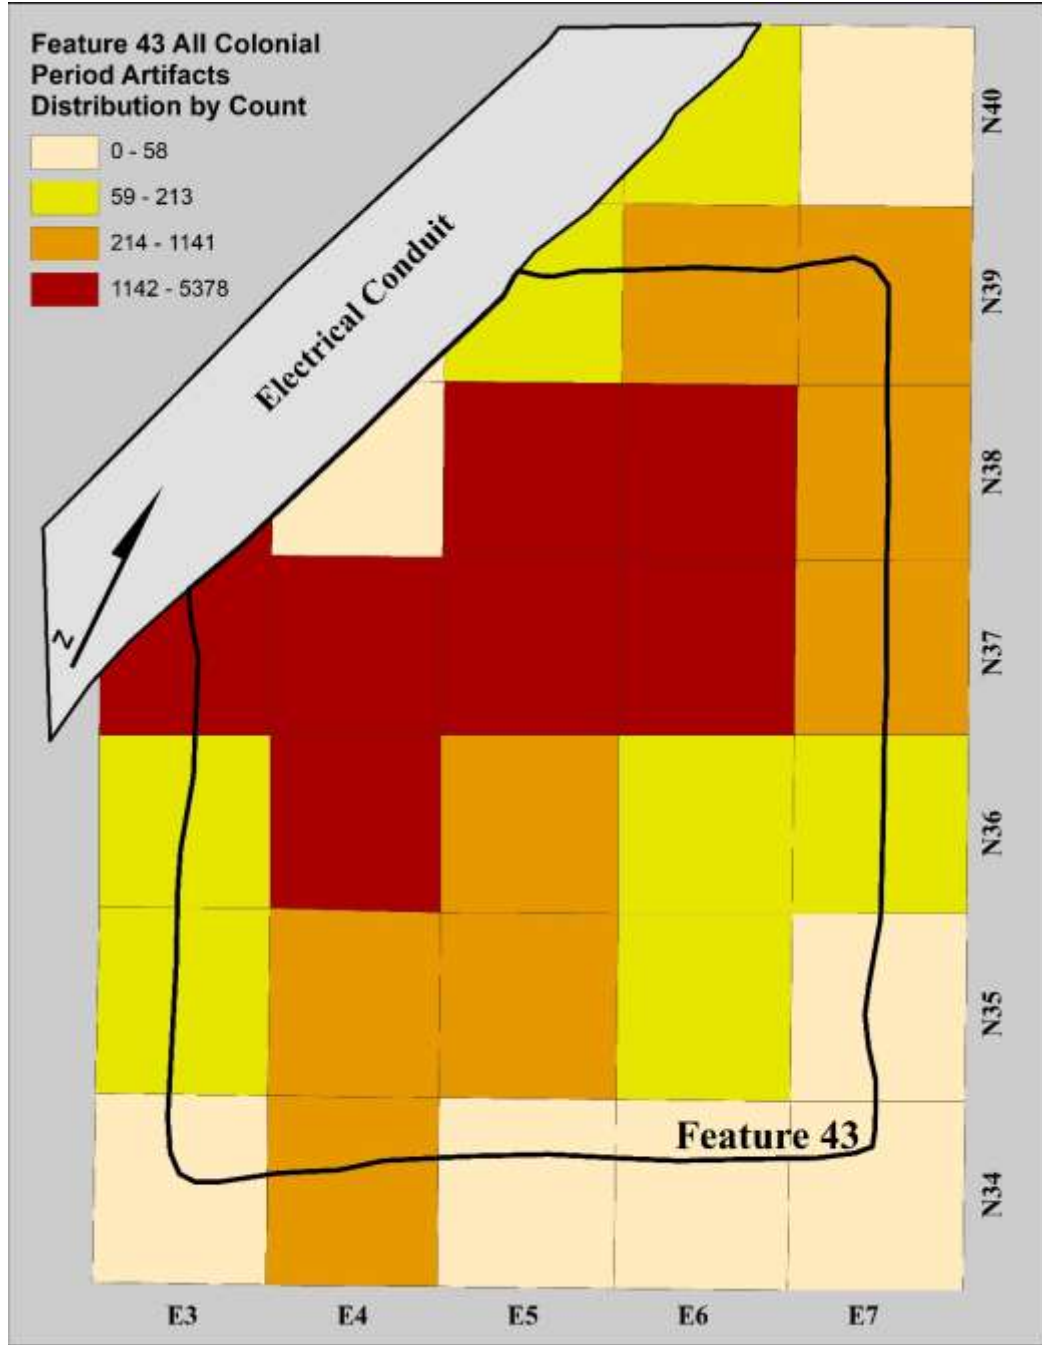 Feature 43 All Colonial
Period Artifacts
Distribution by Count
0 - 58
59 - 213
214 - 1141
1142 - 5378
Electrical Conduit
N
N40
N39
N38
N37
N36
N35
N34
Feature 43
E3 E4 E5 E6 E7